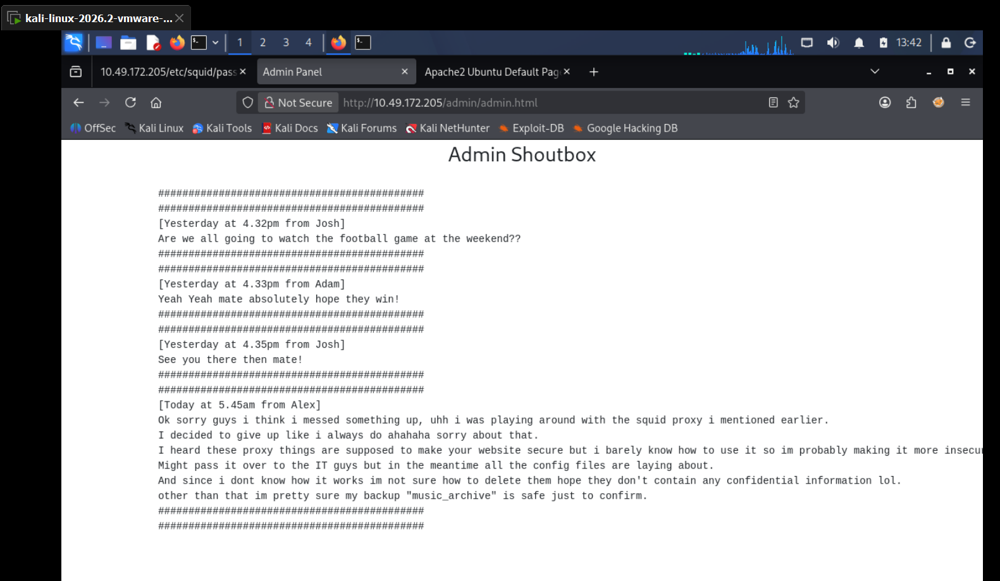 kali-linux-2026.2-vmware-...
1 2 3 4 13:42
10.49.172.205/etc/squid/pass Admin Panel Apache2 Ubuntu Default Pag
Not Secure http://10.49.172.205/admin/admin.html
OffSec Kali Linux Kali Tools Kali Docs Kali Forums Kali NetHunter Exploit-DB Google Hacking DB
Admin Shoutbox
############################################
############################################
[Yesterday at 4.32pm from Josh]
Are we all going to watch the football game at the weekend??
############################################
############################################
[Yesterday at 4.33pm from Adam]
Yeah Yeah mate absolutely hope they win!
############################################
############################################
[Yesterday at 4.35pm from Josh]
See you there then mate!
############################################
############################################
[Today at 5.45am from Alex]
Ok sorry guys i think i messed something up, uhh i was playing around with the squid proxy i mentioned earlier.
I decided to give up like i always do ahahaha sorry about that.
I heard these proxy things are supposed to make your website secure but i barely know how to use it so im probably making it more insecu
Might pass it over to the IT guys but in the meantime all the config files are laying about.
And since i dont know how it works im not sure how to delete them hope they don't contain any confidential information lol.
other than that im pretty sure my backup "music_archive" is safe just to confirm.
############################################
############################################